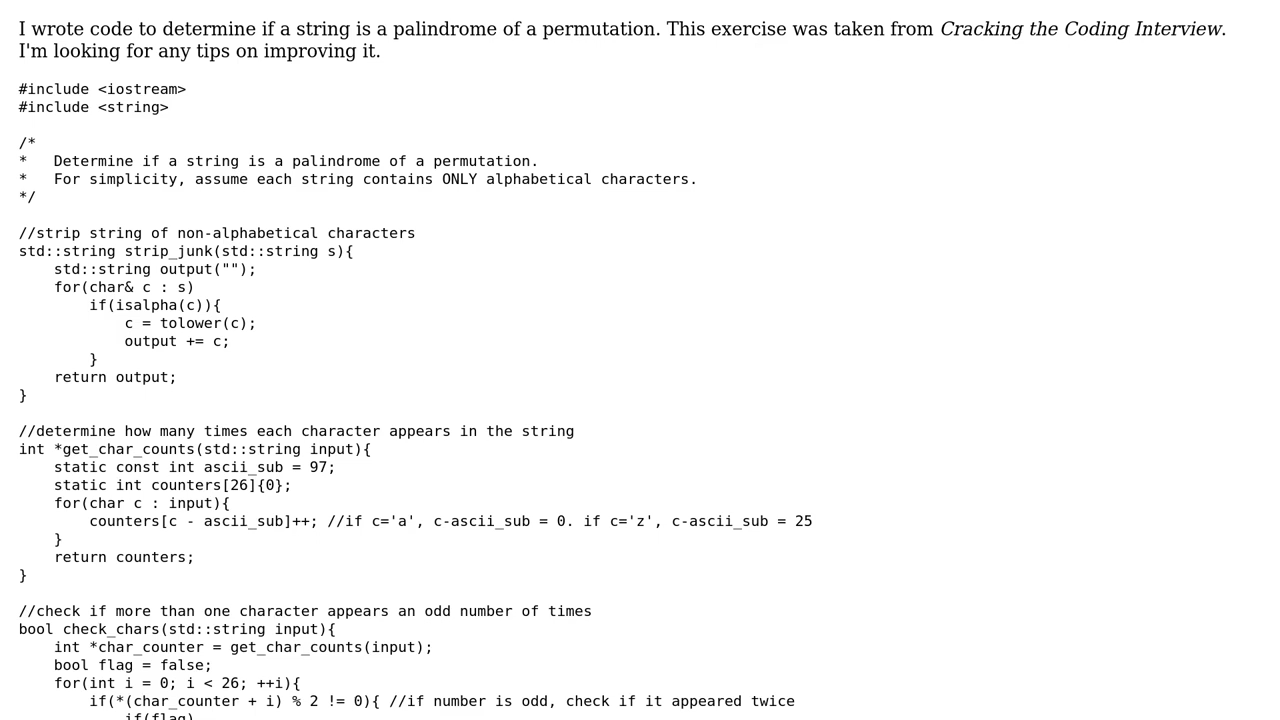 I wrote code to determine if a string is a palindrome of a permutation. This exercise was taken from Cracking the Coding Interview.
I'm looking for any tips on improving it.
#include <iostream>
#include <string>
/*
*   Determine if a string is a palindrome of a permutation.
*   For simplicity, assume each string contains ONLY alphabetical characters.
*/
//strip string of non-alphabetical characters
std::string strip_junk(std::string s){
    std::string output("");
    for(char& c : s)
        if(isalpha(c)){
            c = tolower(c);
            output += c;
        }
    return output;
}
//determine how many times each character appears in the string
int *get_char_counts(std::string input){
    static const int ascii_sub = 97;
    static int counters[26]{0};
    for(char c : input){
        counters[c - ascii_sub]++; //if c='a', c-ascii_sub = 0. if c='z', c-ascii_sub = 25
    }
    return counters;
}
//check if more than one character appears an odd number of times
bool check_chars(std::string input){
    int *char_counter = get_char_counts(input);
    bool flag = false;
    for(int i = 0; i < 26; ++i){
        if(*(char_counter + i) % 2 != 0){ //if number is odd, check if it appeared twice
            if(flag)